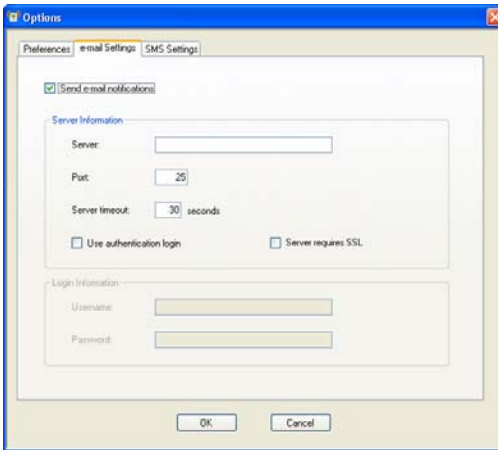 Options
Preferences e-mail Settings SMS Settings
Send e-mail notifications
Server Information
Server:
Port: 25
Server timeout: 30 seconds
Use authentication login Server requires SSL
Login Information
Username:
Password:
OK Cancel